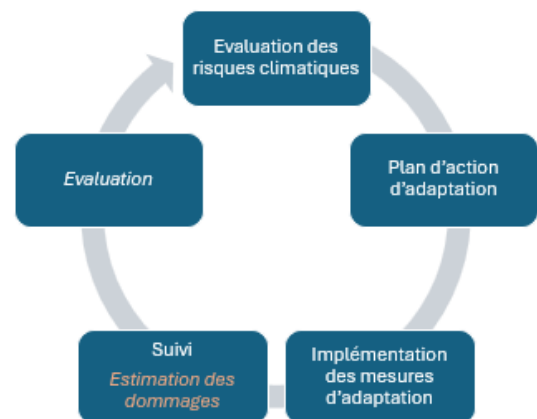 Evaluation des
risques climatiques
Plan d'action
d'adaptation
Implémentation
des mesures
d'adaptation
Suivi
Estimation des
dommages
Evaluation